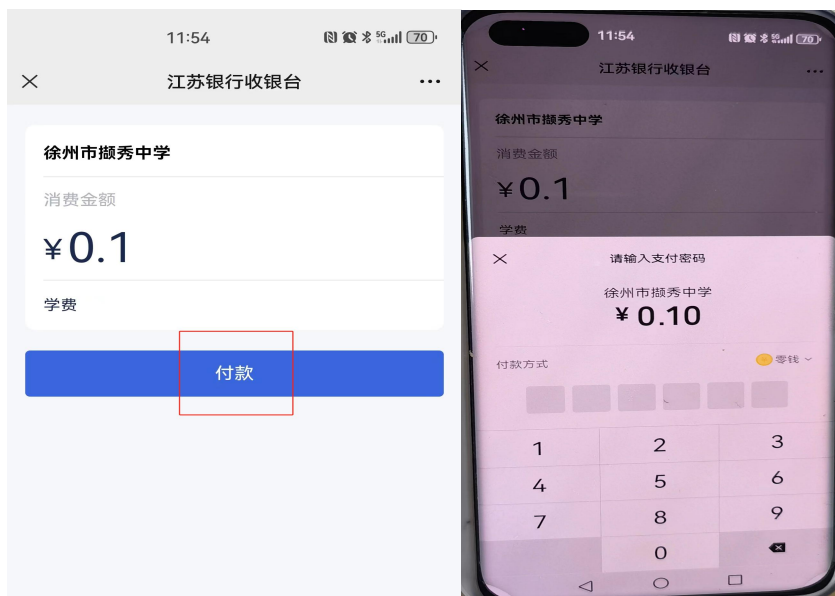 11:54
5G
70
江苏银行收银台
徐州市撷秀中学
消费金额
¥0.1
学费
付款
11:54
5G
70
江苏银行收银台
徐州市撷秀中学
消费金额
¥0.1
学费
请输入支付密码
徐州市撷秀中学
¥ 0.10
付款方式
零钱
1 2 3
4 5 6
7 8 9
0